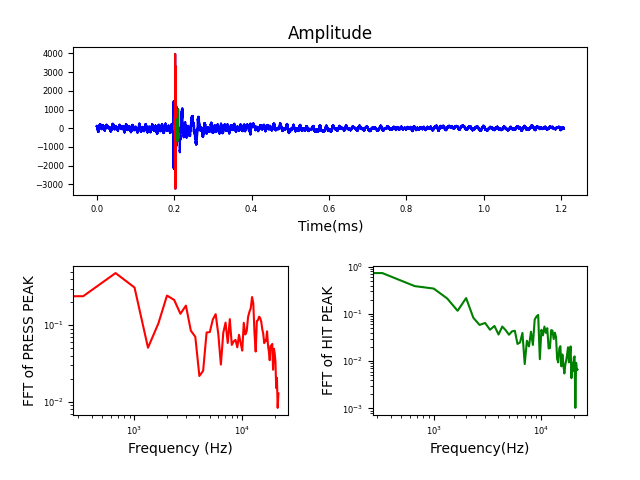 Amplitude
4000
3000
2000
1000
0
−1000
−2000
−3000
0.0 0.2 0.4 0.6 0.8 1.0 1.2
Time(ms)
FFT of PRESS PEAK
10⁻¹
10⁻²
10³ 10⁴
Frequency (Hz)
FFT of HIT PEAK
10⁰
10⁻¹
10⁻²
10⁻³
10³ 10⁴
Frequency(Hz)